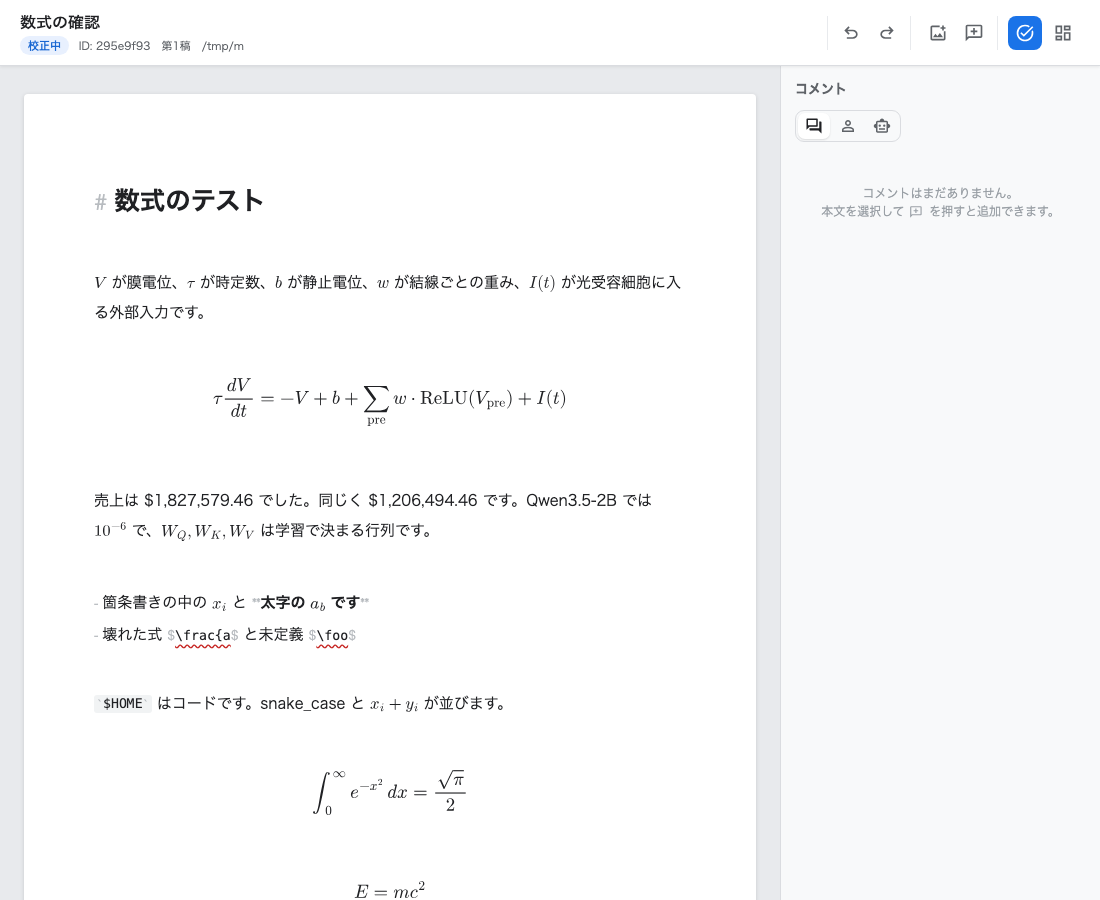 数式の確認
校正中 ID: 295e9f93 第1稿 /tmp/m
コメント
コメントはまだありません。
本文を選択して を押すと追加できます。
# 数式のテスト
V が膜電位、τ が時定数、b が静止電位、w が結線ごとの重み、I(t) が光受容細胞に入
る外部入力です。
τ dV/dt = −V + b + ∑_pre w · ReLU(V_pre) + I(t)
売上は $1,827,579.46 でした。同じく $1,206,494.46 です。Qwen3.5-2B では
10^−6 で、W_Q, W_K, W_V は学習で決まる行列です。
- 箇条書きの中の x_i と **太字の a_b です**
- 壊れた式 $\frac{a$ と未定義 $\foo$
`$HOME` はコードです。snake_case と x_i + y_i が並びます。
∫_0^∞ e^−x^2 dx = √π/2
E = mc^2